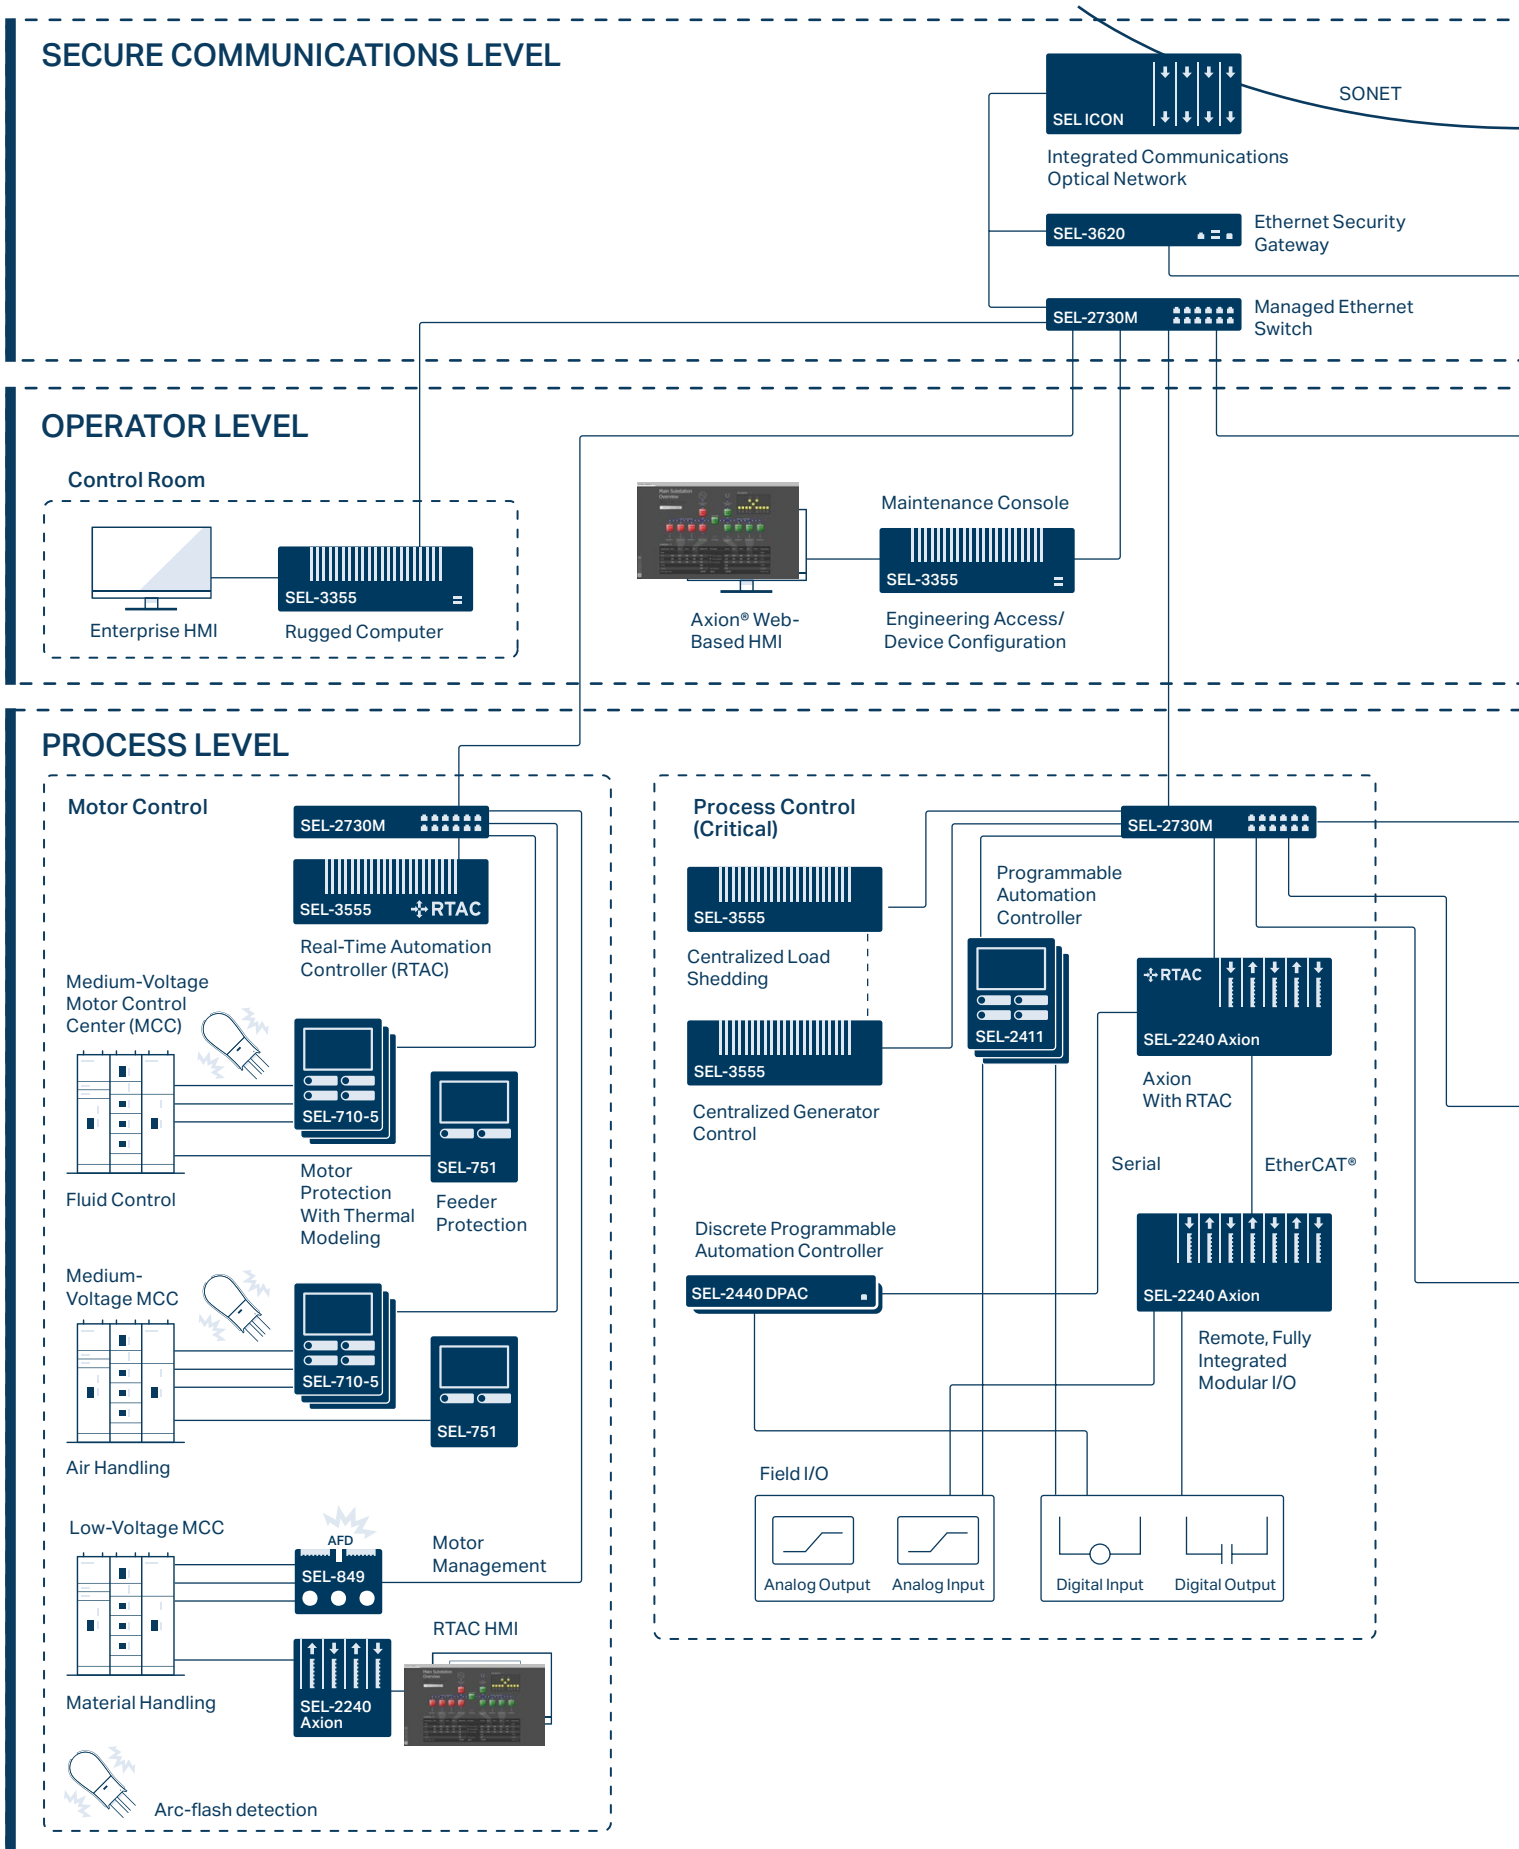 SECURE COMMUNICATIONS LEVEL
SONET
SEL ICON
Integrated Communications
Optical Network
SEL-3620
Ethernet Security
Gateway
SEL-2730M
Managed Ethernet
Switch
OPERATOR LEVEL
Control Room
Enterprise HMI
SEL-3355
Rugged Computer
Main Substation
Overview
Axion® Web-
Based HMI
Maintenance Console
SEL-3355
Engineering Access/
Device Configuration
PROCESS LEVEL
Motor Control
SEL-2730M
SEL-3555
RTAC
Real-Time Automation
Controller (RTAC)
Medium-Voltage
Motor Control
Center (MCC)
Fluid Control
SEL-710-5
Motor
Protection
With Thermal
Modeling
SEL-751
Feeder
Protection
Medium-
Voltage MCC
Air Handling
SEL-710-5
SEL-751
Low-Voltage MCC
Material Handling
AFD
SEL-849
Motor
Management
SEL-2240
Axion
RTAC HMI
Main Substation
Overview
Arc-flash detection
Process Control
(Critical)
SEL-2730M
SEL-3555
Centralized Load
Shedding
SEL-3555
Centralized Generator
Control
Programmable
Automation
Controller
SEL-2411
RTAC
SEL-2240 Axion
Axion
With RTAC
Serial
EtherCAT®
Discrete Programmable
Automation Controller
SEL-2440 DPAC
SEL-2240 Axion
Remote, Fully
Integrated
Modular I/O
Field I/O
Analog Output
Analog Input
Digital Input
Digital Output